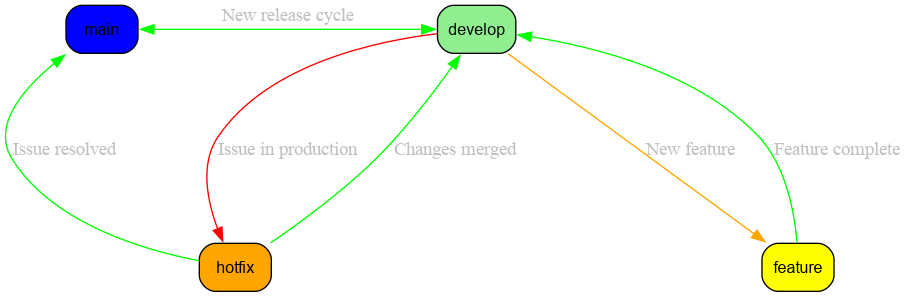 New release cycle
main
develop
Issue resolved
Issue in production
Changes merged
New feature
Feature complete
hotfix
feature